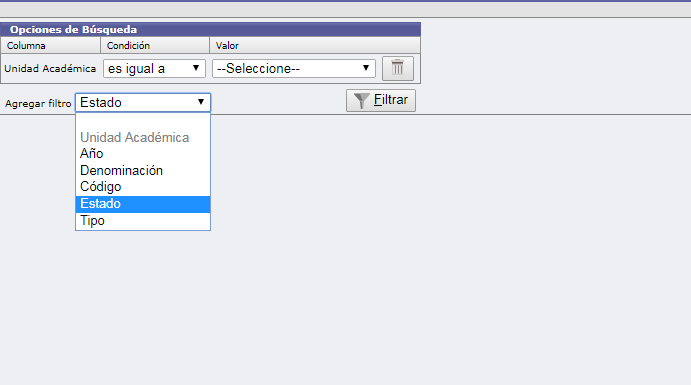 Opciones de Búsqueda
Columna Condición Valor
Unidad Académica es igual a --Seleccione--
Agregar filtro Estado Filtrar
Unidad Académica
Año
Denominación
Código
Estado
Tipo